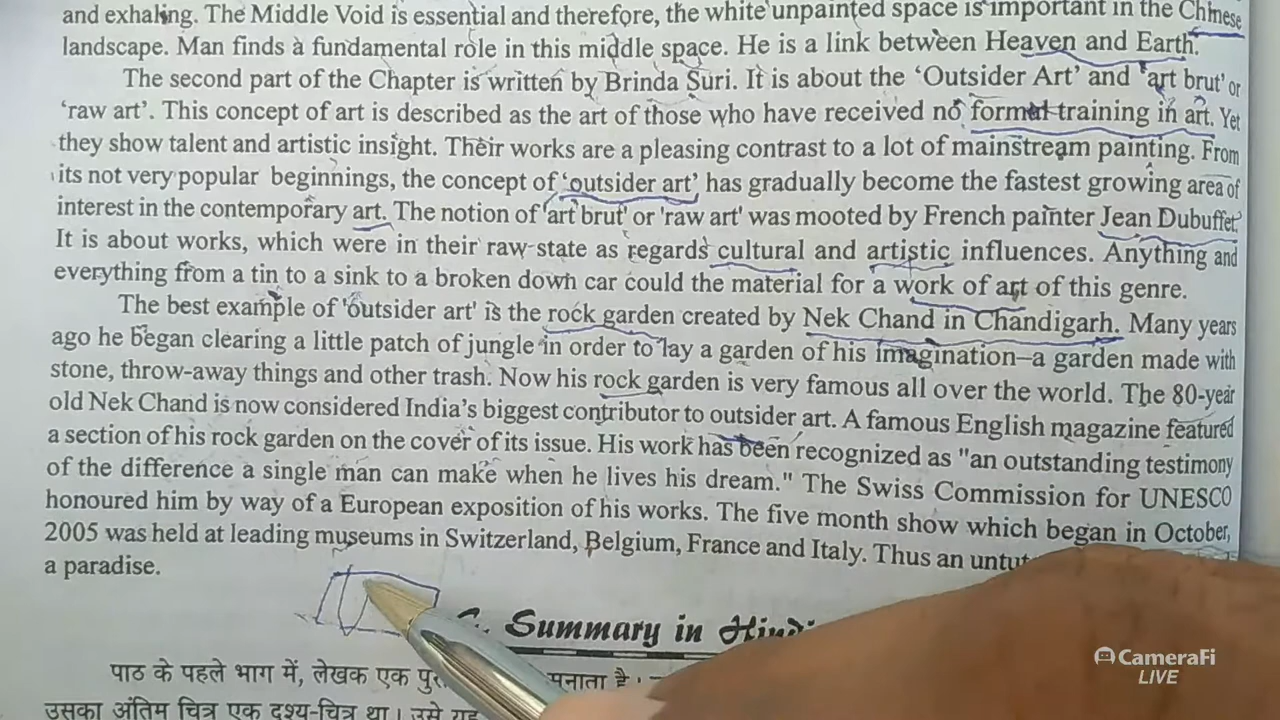 and exhaling. The Middle Void is essential and therefore, the white unpainted space is important in the Chinese
landscape. Man finds a fundamental role in this middle space. He is a link between Heaven and Earth.
The second part of the Chapter is written by Brinda Suri. It is about the 'Outsider Art' and 'art brut' or
'raw art'. This concept of art is described as the art of those who have received no formal training in art. Yet
they show talent and artistic insight. Their works are a pleasing contrast to a lot of mainstream painting. From
its not very popular beginnings, the concept of 'outsider art' has gradually become the fastest growing area of
interest in the contemporary art. The notion of 'art brut' or 'raw art' was mooted by French painter Jean Dubuffet.
It is about works, which were in their raw state as regards cultural and artistic influences. Anything and
everything from a tin to a sink to a broken down car could the material for a work of art of this genre.
The best example of 'outsider art' is the rock garden created by Nek Chand in Chandigarh. Many years
ago he began clearing a little patch of jungle in order to lay a garden of his imagination—a garden made with
stone, throw-away things and other trash. Now his rock garden is very famous all over the world. The 80-year
old Nek Chand is now considered India's biggest contributor to outsider art. A famous English magazine featured
a section of his rock garden on the cover of its issue. His work has been recognized as "an outstanding testimony
of the difference a single man can make when he lives his dream." The Swiss Commission for UNESCO
honoured him by way of a European exposition of his works. The five month show which began in October,
2005 was held at leading museums in Switzerland, Belgium, France and Italy. Thus an
a paradise.
Summary in Hindi
पाठ के पहले भाग में, लेखक एक सुनाता है।
उसका अंतिम चित्र एक दृश्य-चित्र था। उसे
CameraFi
LIVE